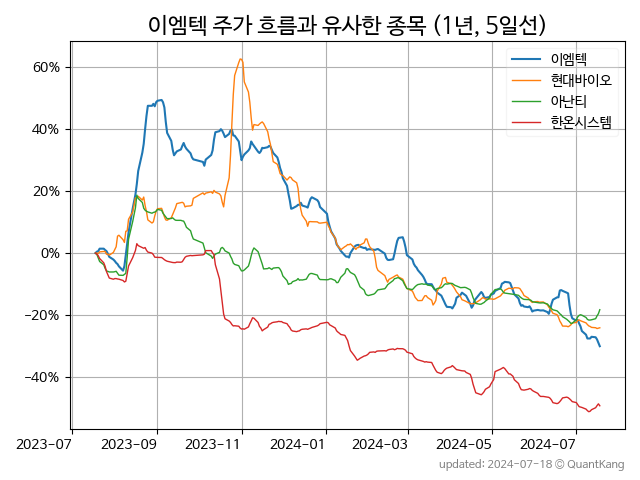 이엠텍 주가 흐름과 유사한 종목 (1년, 5일선)
이엠텍
현대바이오
아난티
한온시스템
60%
40%
20%
0%
−20%
−40%
2023-07
2023-09
2023-11
2024-01
2024-03
2024-05
2024-07
updated: 2024-07-18 © QuantKang